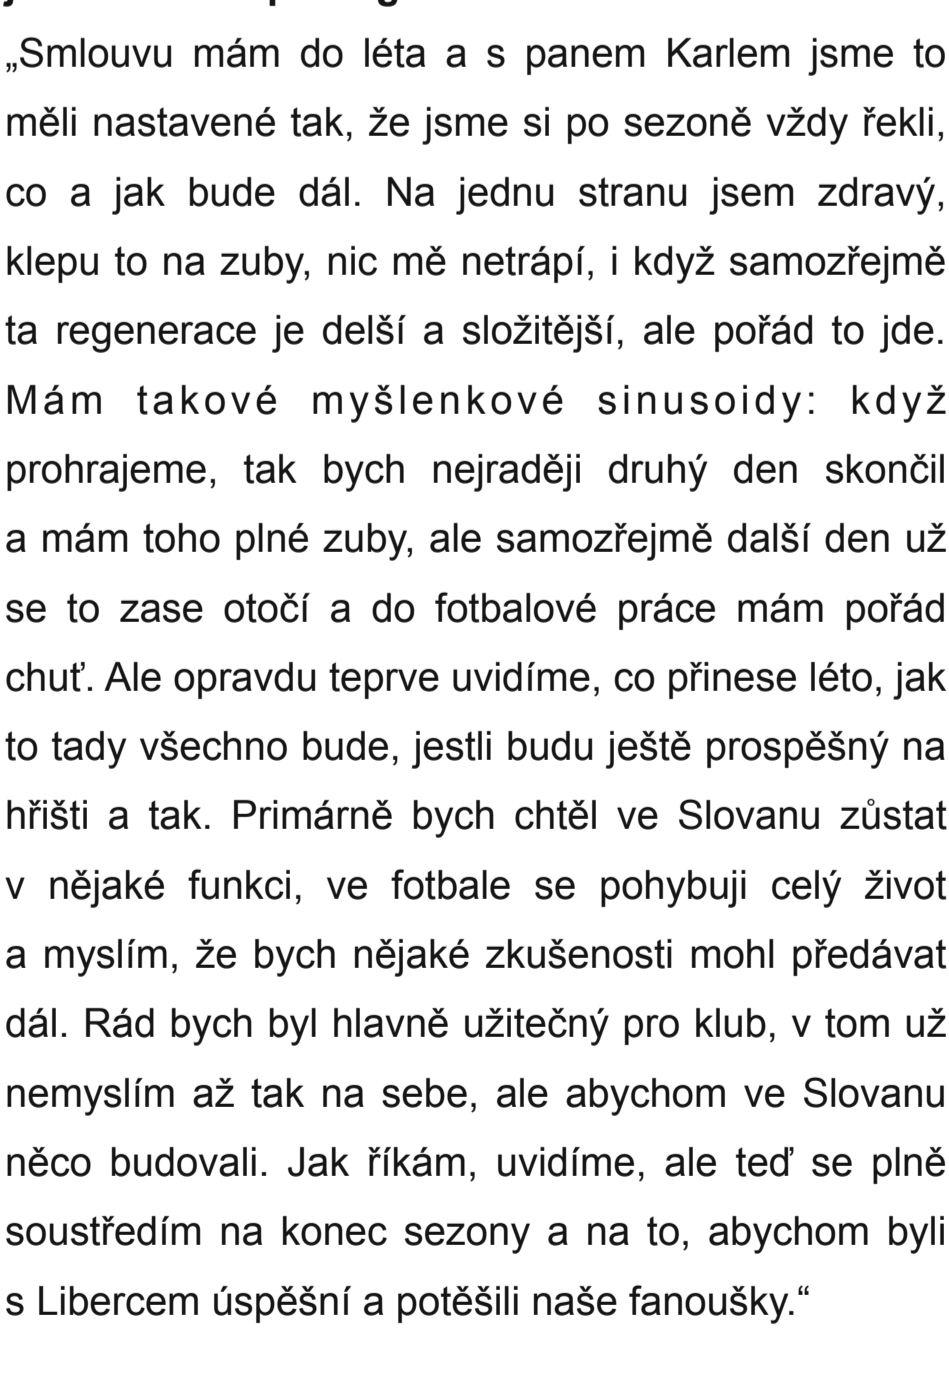 „Smlouvu mám do léta a s panem Karlem jsme to
měli nastavené tak, že jsme si po sezoně vždy řekli,
co a jak bude dál. Na jednu stranu jsem zdravý,
klepu to na zuby, nic mě netrápí, i když samozřejmě
ta regenerace je delší a složitější, ale pořád to jde.
Mám takové myšlenkové sinusoidy: když
prohrajeme, tak bych nejraději druhý den skončil
a mám toho plné zuby, ale samozřejmě další den už
se to zase otočí a do fotbalové práce mám pořád
chuť. Ale opravdu teprve uvidíme, co přinese léto, jak
to tady všechno bude, jestli budu ještě prospěšný na
hřišti a tak. Primárně bych chtěl ve Slovanu zůstat
v nějaké funkci, ve fotbale se pohybuji celý život
a myslím, že bych nějaké zkušenosti mohl předávat
dál. Rád bych byl hlavně užitečný pro klub, v tom už
nemyslím až tak na sebe, ale abychom ve Slovanu
něco budovali. Jak říkám, uvidíme, ale teď se plně
soustředím na konec sezony a na to, abychom byli
s Libercem úspěšní a potěšili naše fanoušky.“